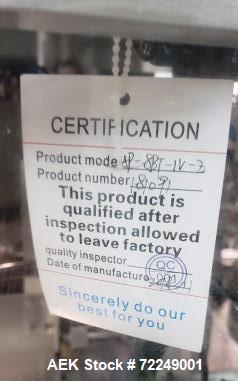 CERTIFICATION
Product mode
Product number 181091
This product is
qualified after
inspection allowed
to leave factory
quality inspector
Date of manufacture
QC
Sincerely do our
best for you
AEK Stock # 72249001